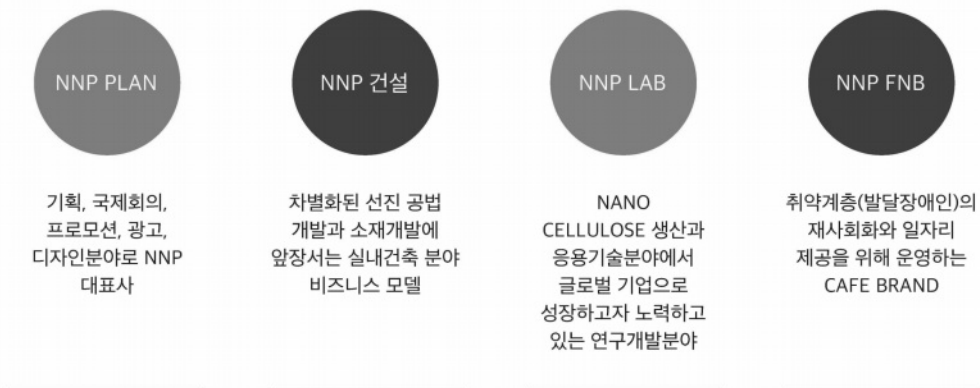 NNP PLAN
기획, 국제회의,
프로모션, 광고,
디자인분야로 NNP
대표사
NNP 건설
차별화된 선진 공법
개발과 소재개발에
앞장서는 실내건축 분야
비즈니스 모델
NNP LAB
NANO
CELLULOSE 생산과
응용기술분야에서
글로벌 기업으로
성장하고자 노력하고
있는 연구개발분야
NNP FNB
취약계층(발달장애인)의
재사회화와 일자리
제공을 위해 운영하는
CAFE BRAND